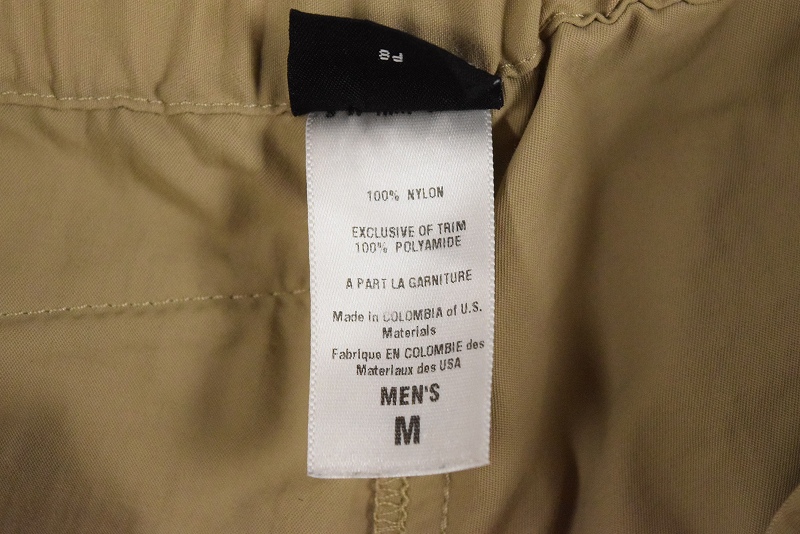 100% NYLON
EXCLUSIVE OF TRIM
100% POLYAMIDE
A PART LA GARNITURE
Made in COLOMBIA of U.S.
Materials
Fabrique EN COLOMBIE des
Materiaux des USA
MEN'S
M